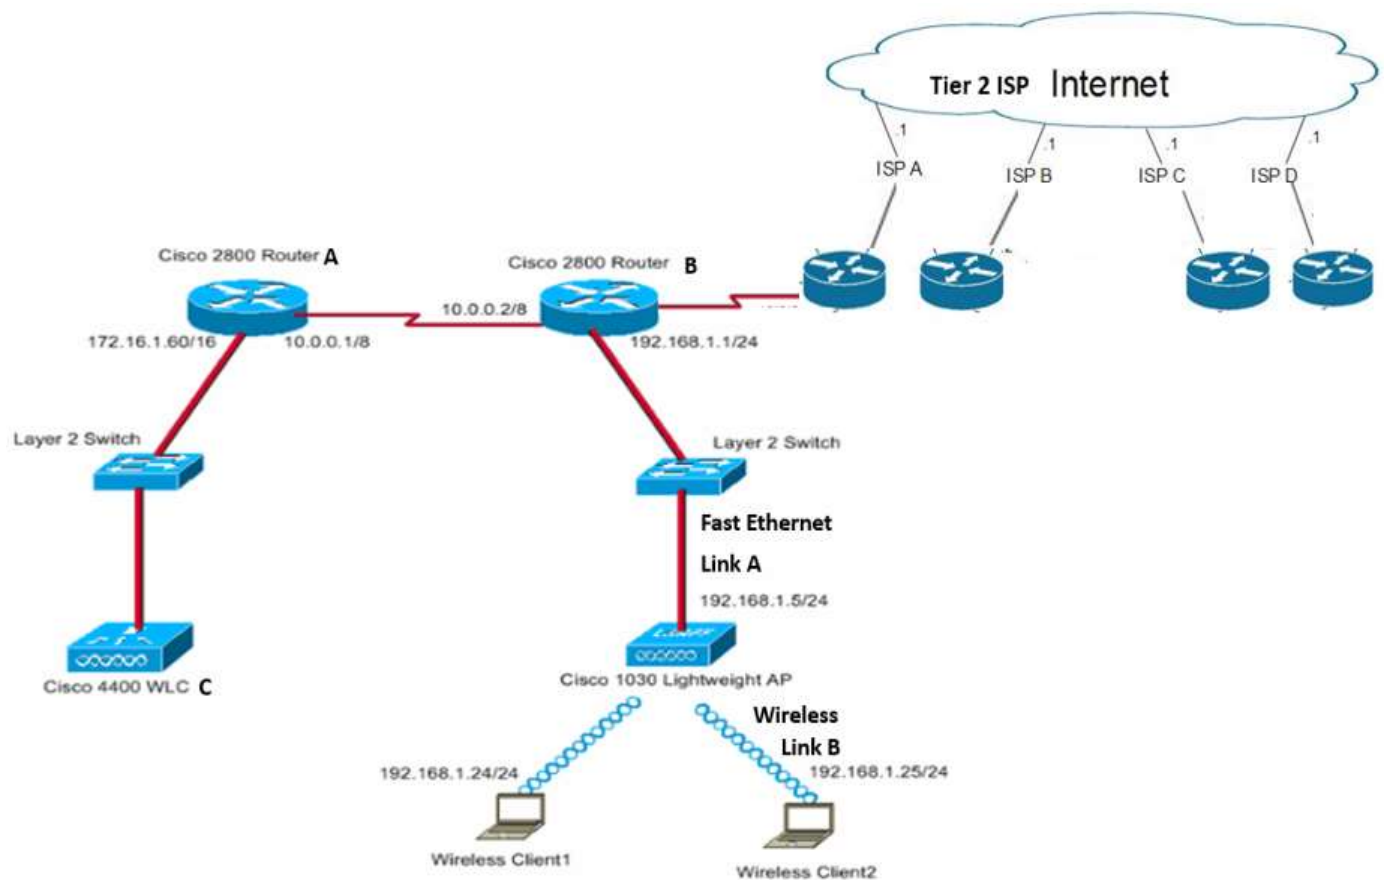 Tier 2 ISP Internet
.1
.1
.1
.1
ISP A
ISP B
ISP C
ISP D
Cisco 2800 Router A
Cisco 2800 Router B
10.0.0.2/8
172.16.1.60/16
10.0.0.1/8
192.168.1.1/24
Layer 2 Switch
Layer 2 Switch
Fast Ethernet
Link A
192.168.1.5/24
Cisco 4400 WLC C
Cisco 1030 Lightweight AP
Wireless
Link B
192.168.1.24/24
192.168.1.25/24
Wireless Client1
Wireless Client2